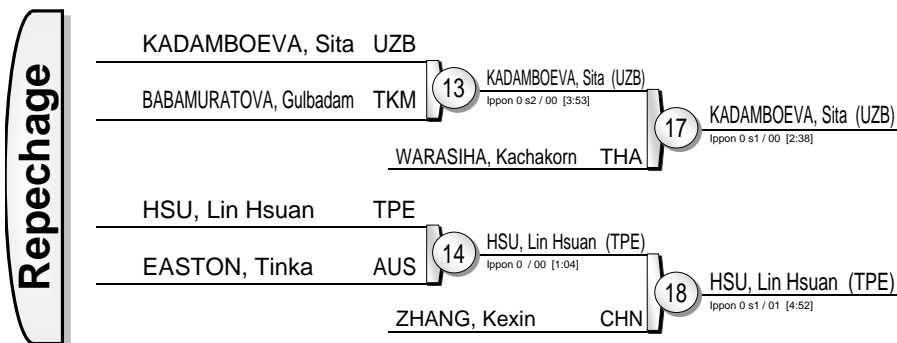 Repechage
KADAMBOEVA, Sita UZB
BABAMURATOVA, Gulbadam TKM
13
KADAMBOEVA, Sita (UZB)
Ippon 0 s2 / 00 [3:53]
WARASIHA, Kachakorn THA
17
KADAMBOEVA, Sita (UZB)
Ippon 0 s1 / 00 [2:38]
HSU, Lin Hsuan TPE
EASTON, Tinka AUS
14
HSU, Lin Hsuan (TPE)
Ippon 0 / 00 [1:04]
ZHANG, Kexin CHN
18
HSU, Lin Hsuan (TPE)
Ippon 0 s1 / 01 [4:52]